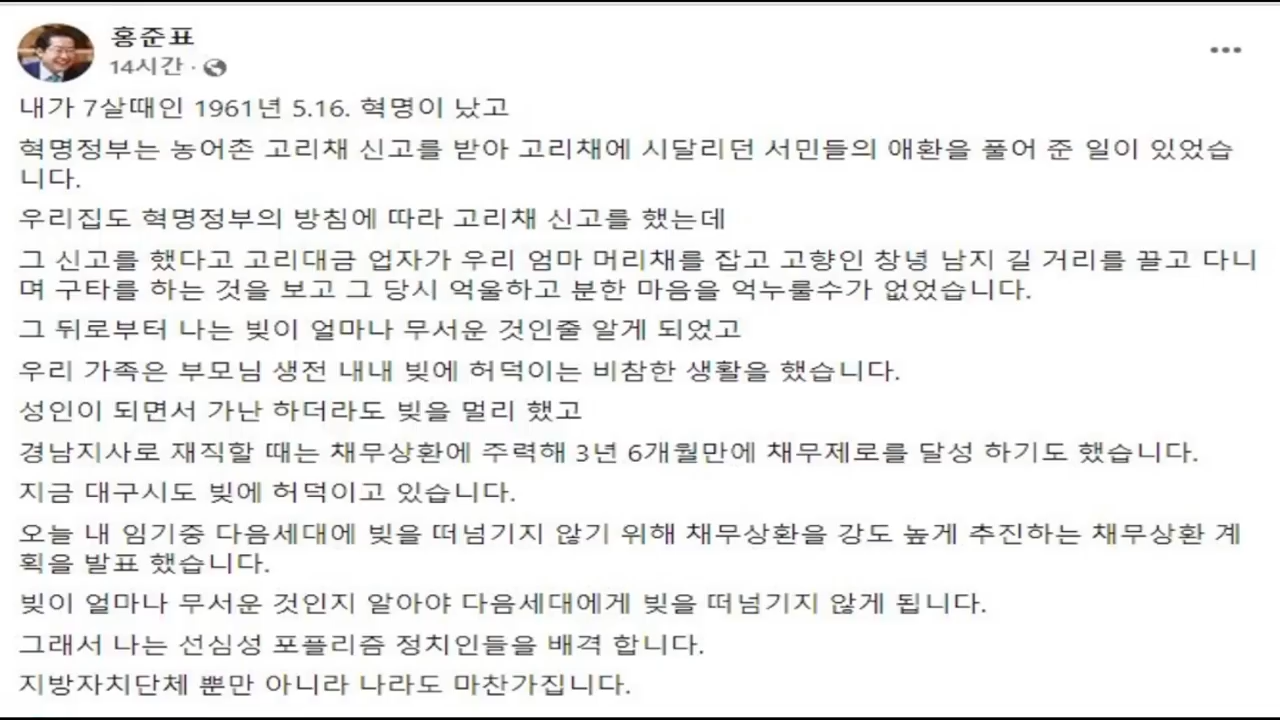 홍준표
14시간 ·
내가 7살때인 1961년 5.16. 혁명이 났고
혁명정부는 농어촌 고리채 신고를 받아 고리채에 시달리던 서민들의 애환을 풀어 준 일이 있었습
니다.
우리집도 혁명정부의 방침에 따라 고리채 신고를 했는데
그 신고를 했다고 고리대금 업자가 우리 엄마 머리채를 잡고 고향인 창녕 남지 길 거리를 끌고 다니
며 구타를 하는 것을 보고 그 당시 억울하고 분한 마음을 억누룰수가 없었습니다.
그 뒤로부터 나는 빚이 얼마나 무서운 것인줄 알게 되었고
우리 가족은 부모님 생전 내내 빚에 허덕이는 비참한 생활을 했습니다.
성인이 되면서 가난 하더라도 빚을 멀리 했고
경남지사로 재직할 때는 채무상환에 주력해 3년 6개월만에 채무제로를 달성 하기도 했습니다.
지금 대구시도 빚에 허덕이고 있습니다.
오늘 내 임기중 다음세대에 빚을 떠넘기지 않기 위해 채무상환을 강도 높게 추진하는 채무상환 계
획을 발표 했습니다.
빚이 얼마나 무서운 것인지 알아야 다음세대에게 빚을 떠넘기지 않게 됩니다.
그래서 나는 선심성 포플리즘 정치인들을 배격 합니다.
지방자치단체 뿐만 아니라 나라도 마찬가집니다.